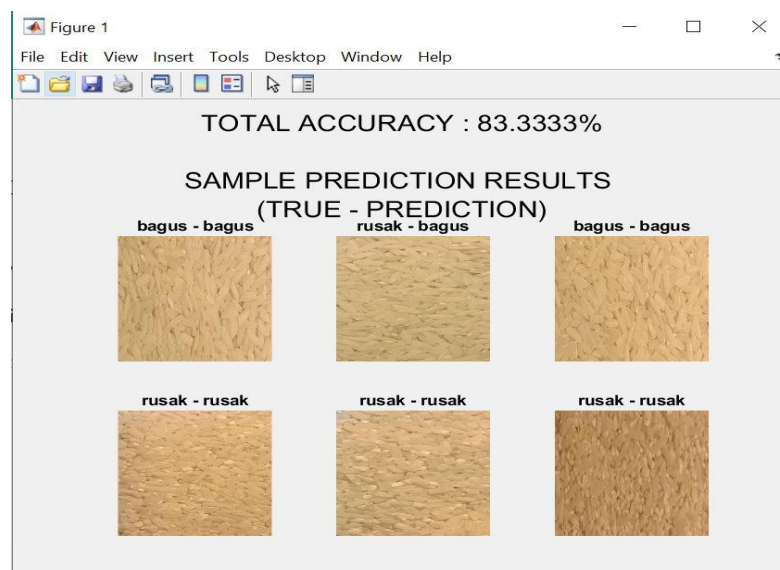 Figure 1
File Edit View Insert Tools Desktop Window Help
TOTAL ACCURACY : 83.3333%
SAMPLE PREDICTION RESULTS
(TRUE - PREDICTION)
bagus - bagus rusak - bagus bagus - bagus
rusak - rusak rusak - rusak rusak - rusak